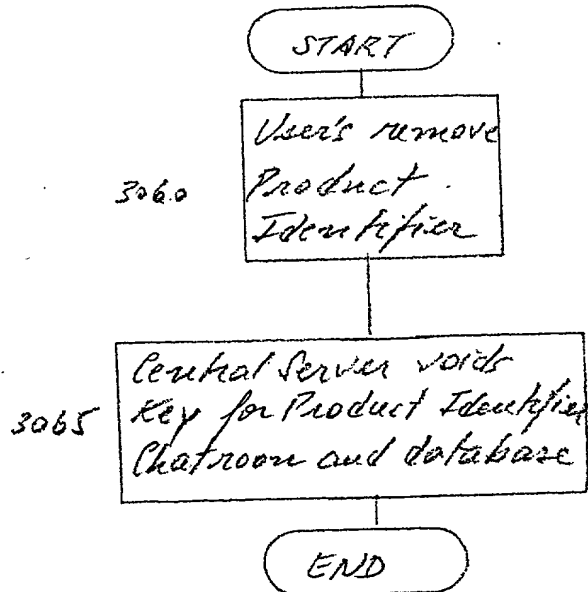 START
User's remove
3060 Product
Identifier
Central Server voids
3065 Key for Product Identifier
Chatroom and database
END